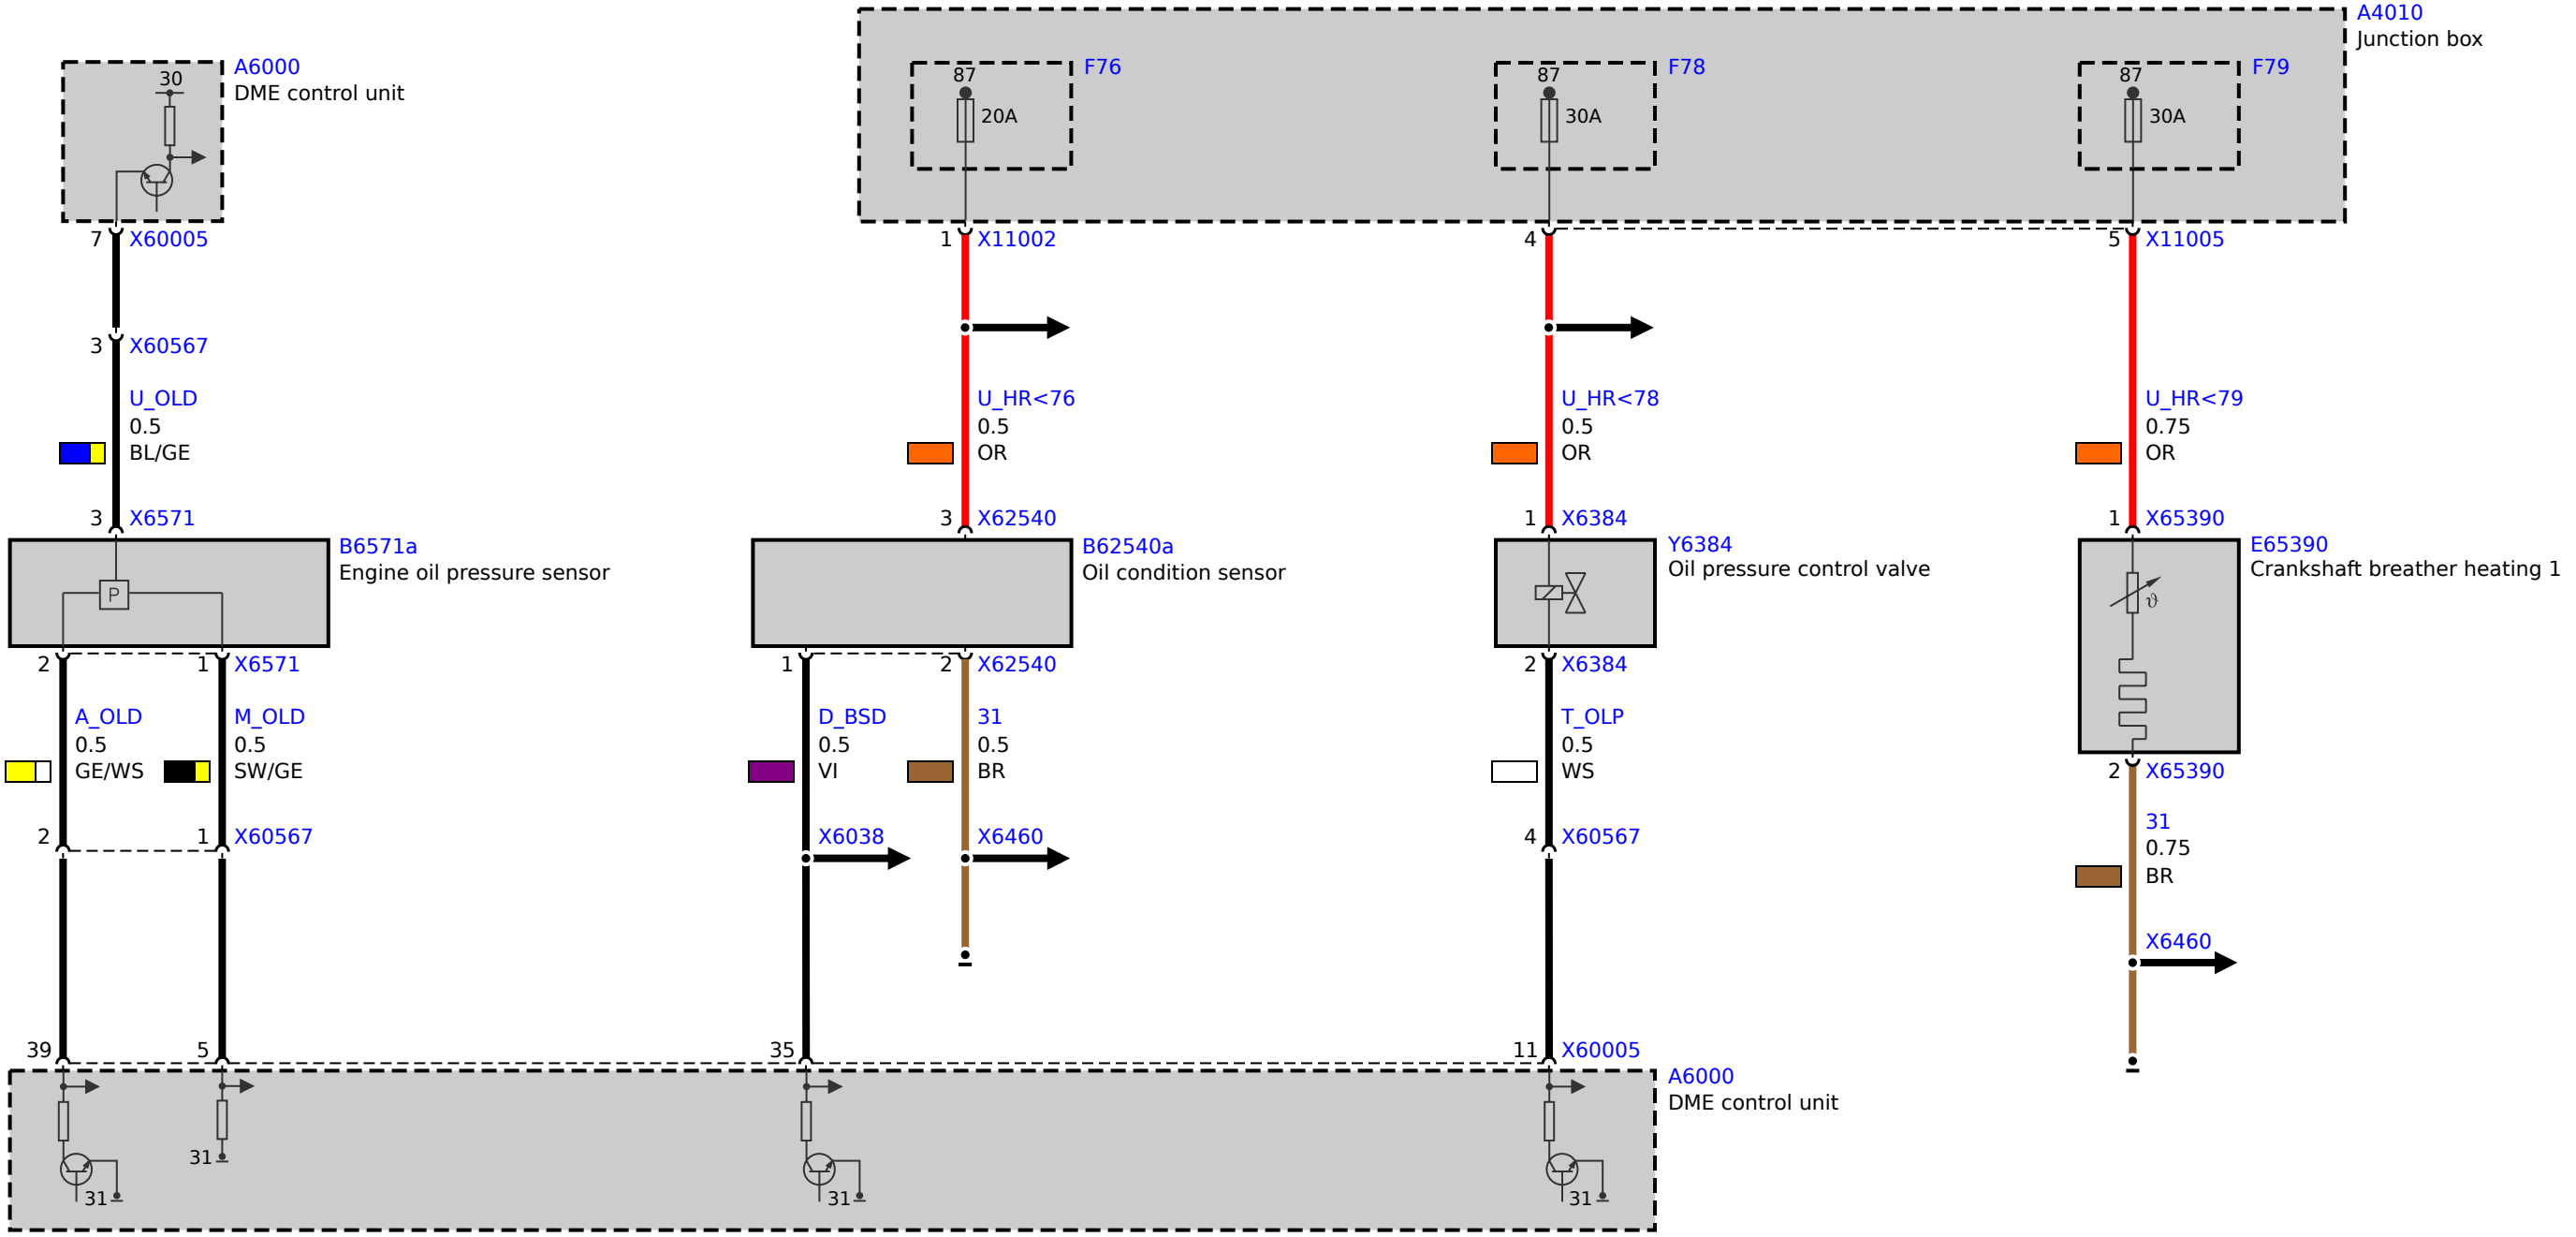 A4010
Junction box
A6000
DME control unit
30
87
20A
F76
87
30A
F78
87
30A
F79
7 X60005
1 X11002
4
5 X11005
3 X60567
U_OLD
0.5
BL/GE
U_HR<76
0.5
OR
U_HR<78
0.5
OR
U_HR<79
0.75
OR
3 X6571
3 X62540
1 X6384
1 X65390
B6571a
Engine oil pressure sensor
P
B62540a
Oil condition sensor
Y6384
Oil pressure control valve
E65390
Crankshaft breather heating 1
ϑ
2
1 X6571
1
2 X62540
2 X6384
A_OLD
0.5
GE/WS
M_OLD
0.5
SW/GE
D_BSD
0.5
VI
31
0.5
BR
T_OLP
0.5
WS
2 X65390
31
0.75
BR
2
1 X60567
X6038
X6460
4 X60567
X6460
39
5
35
11 X60005
A6000
DME control unit
31
31
31
31